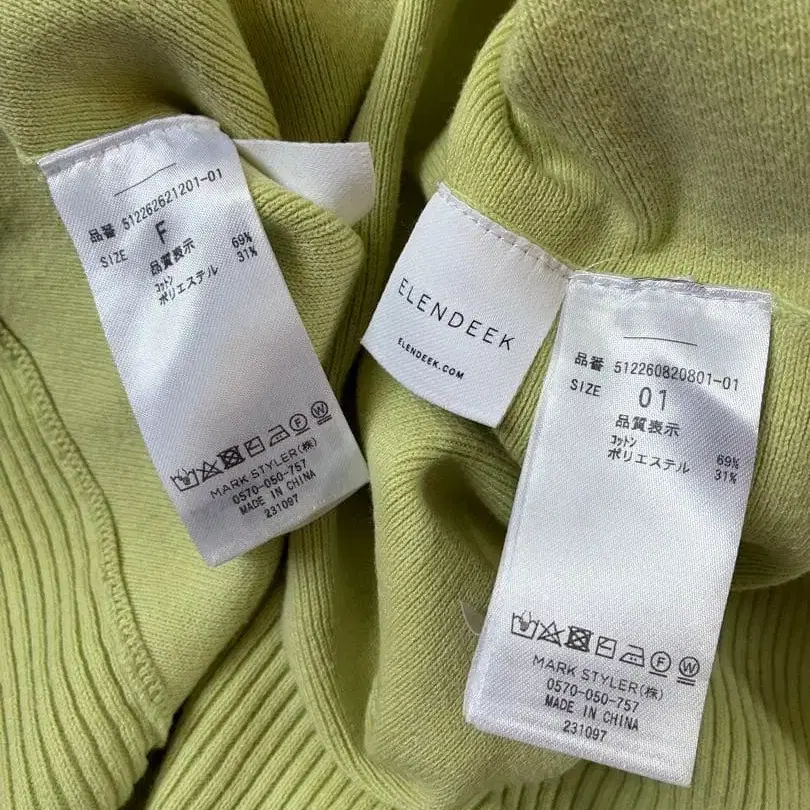 品番 512262621201-01
SIZE F
品質表示
コットン 69%
ポリエステル 31%
MARK STYLER(株)
0570-050-757
MADE IN CHINA
231097
ELENDEEK
ELENDEEK.COM
品番 512260820801-01
SIZE 01
品質表示
コットン 69%
ポリエステル 31%
F
W
MARK STYLER(株)
0570-050-757
MADE IN CHINA
231097